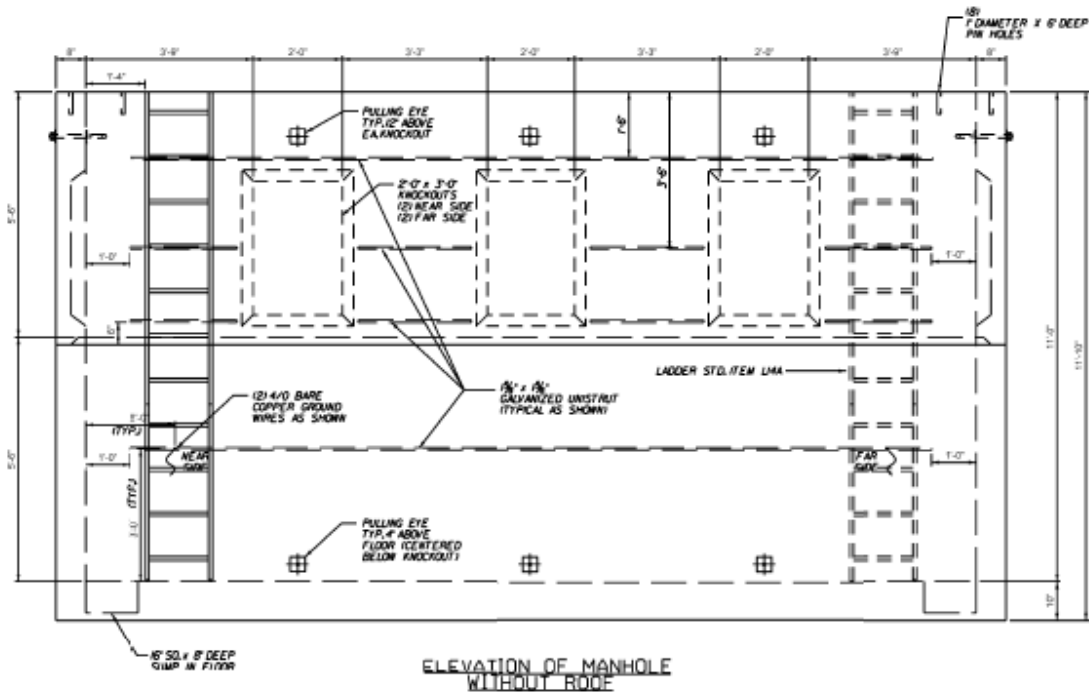 (8)
1" DIAMETER X 6" DEEP
PIN HOLES
8"
3'-9"
2'-0"
3'-3"
2'-0"
3'-3"
2'-0"
3'-9"
8"
1'-4"
PULLING EYE
TYP. 12" ABOVE
EA. KNOCKOUT
1'-6"
3'-6"
2'-0" x 3'-0"
KNOCKOUTS
(2) NEAR SIDE
(2) FAR SIDE
5'-6"
1'-0"
1'-0"
6"
11'-0"
11'-10"
LADDER STD. ITEM L14A
1⅝" x 1⅝"
GALVANIZED UNISTRUT
(TYPICAL AS SHOWN)
(2) 4/0 BARE
COPPER GROUND
WIRES AS SHOWN
(TYP.)
5'-6"
1'-0"
NEAR
SIDE
FAR
SIDE
1'-0"
(TYP.)
3'-0"
PULLING EYE
TYP. 4" ABOVE
FLOOR (CENTERED
BELOW KNOCKOUT)
10"
16" SQ. x 8" DEEP
SUMP IN FLOOR
ELEVATION OF MANHOLE
WITHOUT ROOF